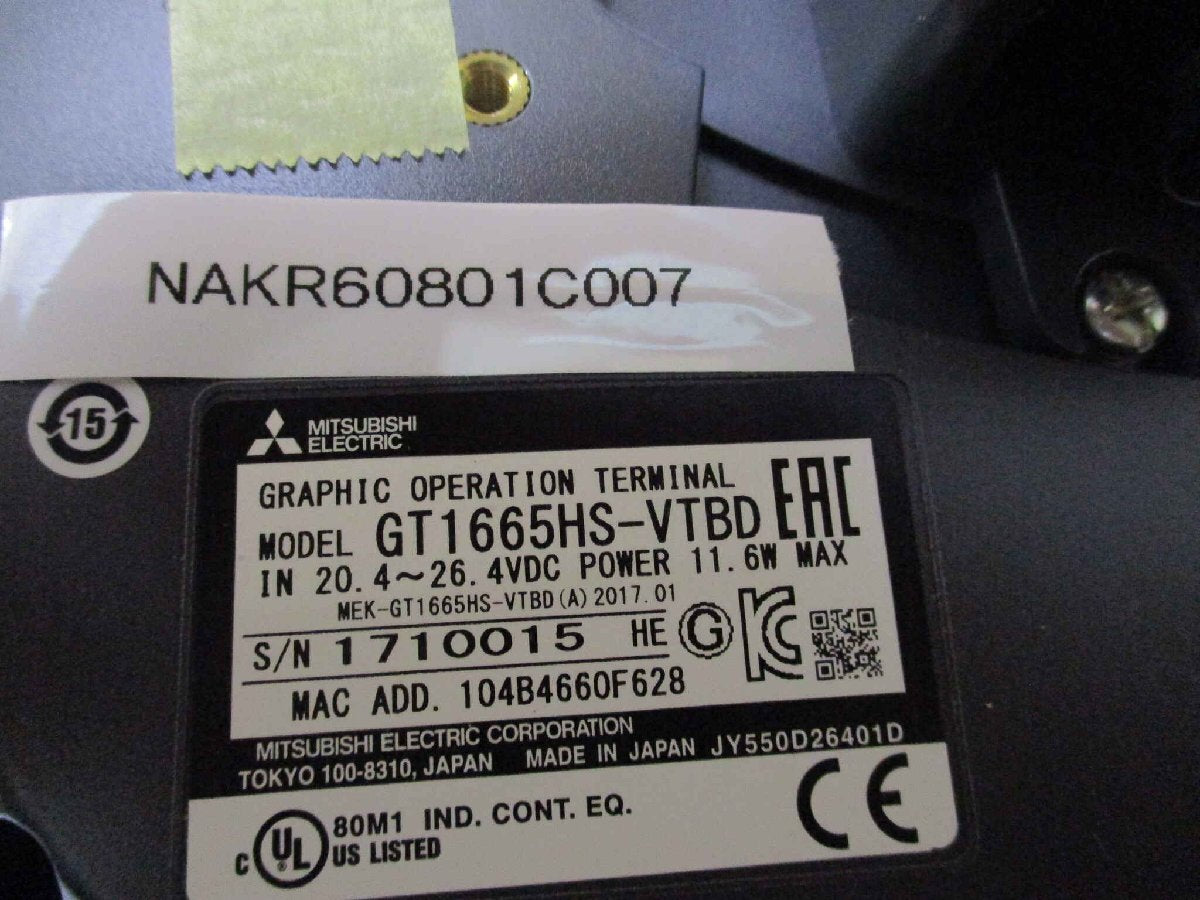 NAKR60801C007
15
MITSUBISHI
ELECTRIC
GRAPHIC OPERATION TERMINAL
MODEL GT1665HS-VTBD EAC
IN 20.4~26.4VDC POWER 11.6W MAX
MEK-GT1665HS-VTBD(A)2017.01
S/N 1710015 HE G KC
MAC ADD. 104B4660F628
MITSUBISHI ELECTRIC CORPORATION
TOKYO 100-8310, JAPAN MADE IN JAPAN JY550D26401D
C UL ® 80M1 IND. CONT. EQ.
US LISTED
CE